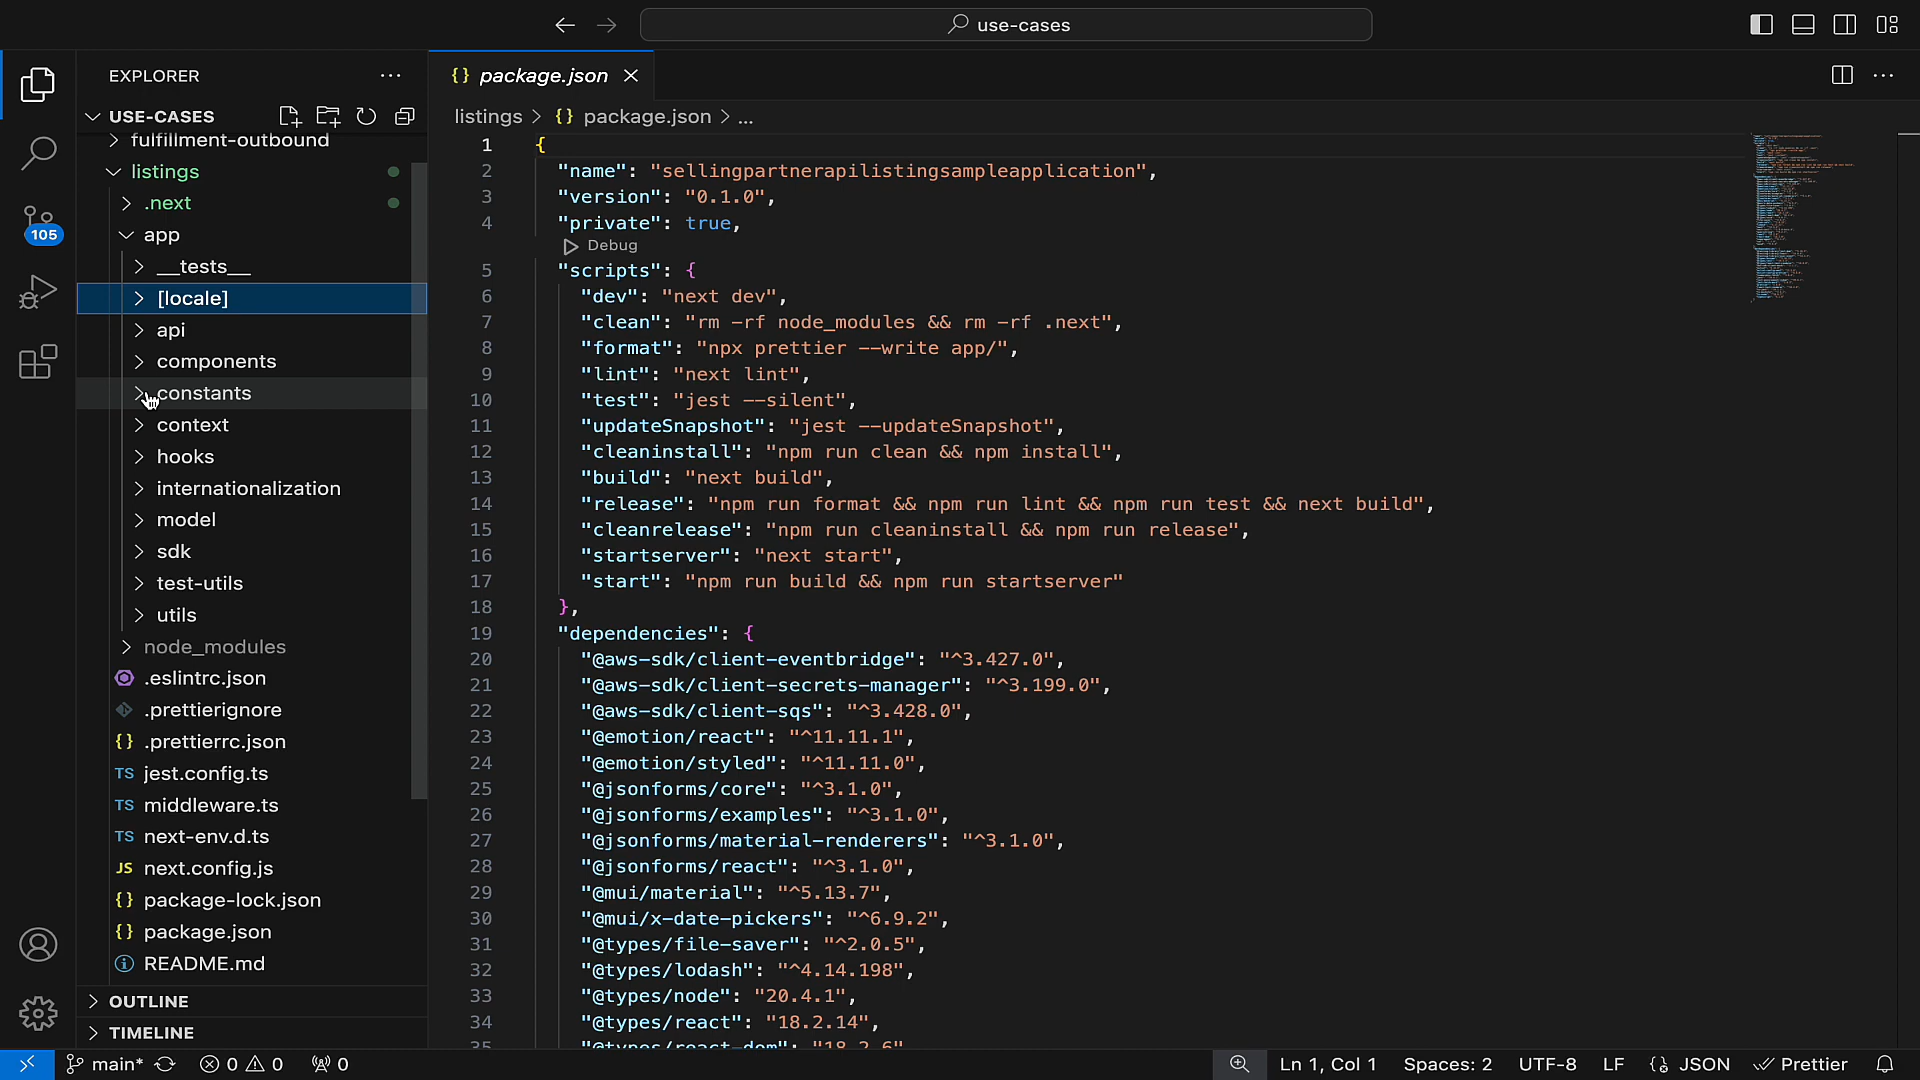 use-cases
EXPLORER
USE-CASES
fulfillment-outbound
listings
.next
app
__tests__
[locale]
api
components
constants
context
hooks
internationalization
model
sdk
test-utils
utils
node_modules
.eslintrc.json
.prettierignore
{} .prettierrc.json
TS jest.config.ts
TS middleware.ts
TS next-env.d.ts
JS next.config.js
{} package-lock.json
{} package.json
README.md
OUTLINE
TIMELINE
105
{} package.json
listings > {} package.json > ...
1 {
2 "name": "sellingpartnerapilistingsampleapplication",
3 "version": "0.1.0",
4 "private": true,
Debug
5 "scripts": {
6 "dev": "next dev",
7 "clean": "rm -rf node_modules && rm -rf .next",
8 "format": "npx prettier --write app/",
9 "lint": "next lint",
10 "test": "jest --silent",
11 "updateSnapshot": "jest --updateSnapshot",
12 "cleaninstall": "npm run clean && npm install",
13 "build": "next build",
14 "release": "npm run format && npm run lint && npm run test && next build",
15 "cleanrelease": "npm run cleaninstall && npm run release",
16 "startserver": "next start",
17 "start": "npm run build && npm run startserver"
18 },
19 "dependencies": {
20 "@aws-sdk/client-eventbridge": "^3.427.0",
21 "@aws-sdk/client-secrets-manager": "^3.199.0",
22 "@aws-sdk/client-sqs": "^3.428.0",
23 "@emotion/react": "^11.11.1",
24 "@emotion/styled": "^11.11.0",
25 "@jsonforms/core": "^3.1.0",
26 "@jsonforms/examples": "^3.1.0",
27 "@jsonforms/material-renderers": "^3.1.0",
28 "@jsonforms/react": "^3.1.0",
29 "@mui/material": "^5.13.7",
30 "@mui/x-date-pickers": "^6.9.2",
31 "@types/file-saver": "^2.0.5",
32 "@types/lodash": "^4.14.198",
33 "@types/node": "20.4.1",
34 "@types/react": "18.2.14",
35 "@types/react-dom": "18.2.6"
main* 0 0 0
Ln 1, Col 1 Spaces: 2 UTF-8 LF {} JSON Prettier